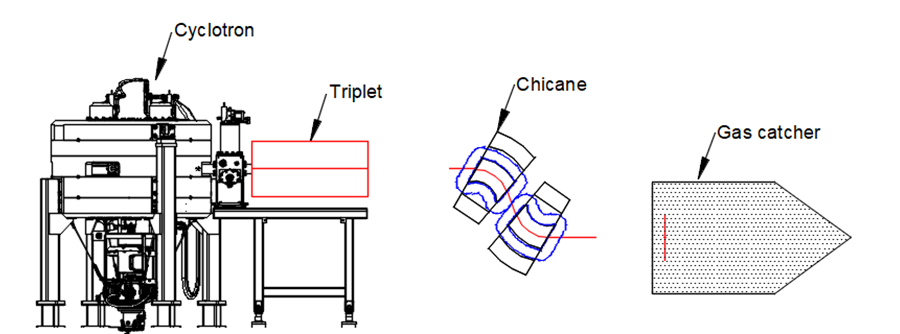 Cyclotron
Triplet
Chicane
Gas catcher